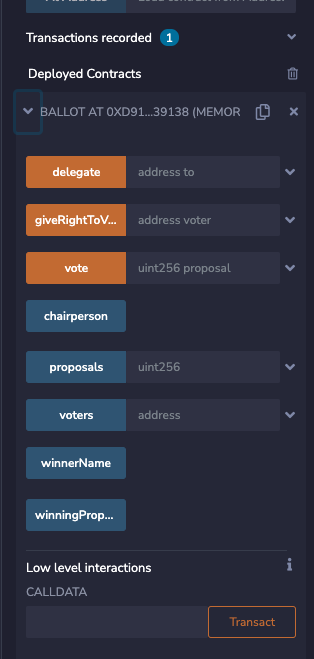 Transactions recorded 1
Deployed Contracts
BALLOT AT 0XD91...39138 (MEMOR
delegate address to
giveRightToV... address voter
vote uint256 proposal
chairperson
proposals uint256
voters address
winnerName
winningProp...
Low level interactions i
CALLDATA
Transact